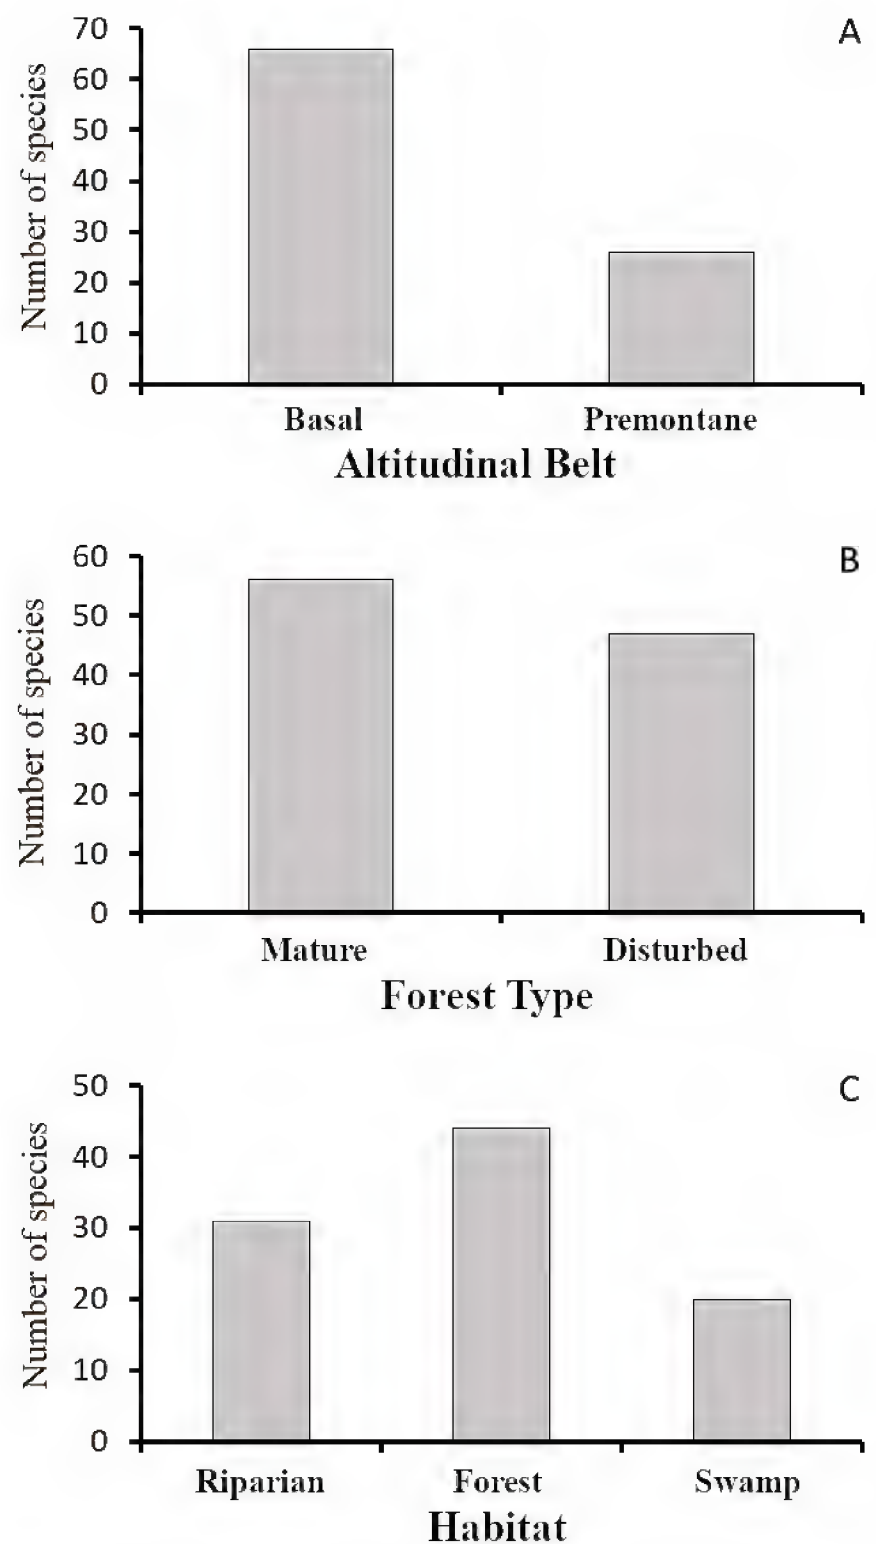 A
Number of species
70
60
50
40
30
20
10
0
Basal Premontane
Altitudinal Belt
B
Number of species
60
50
40
30
20
10
0
Mature Disturbed
Forest Type
C
Number of species
50
40
30
20
10
0
Riparian Forest Swamp
Habitat